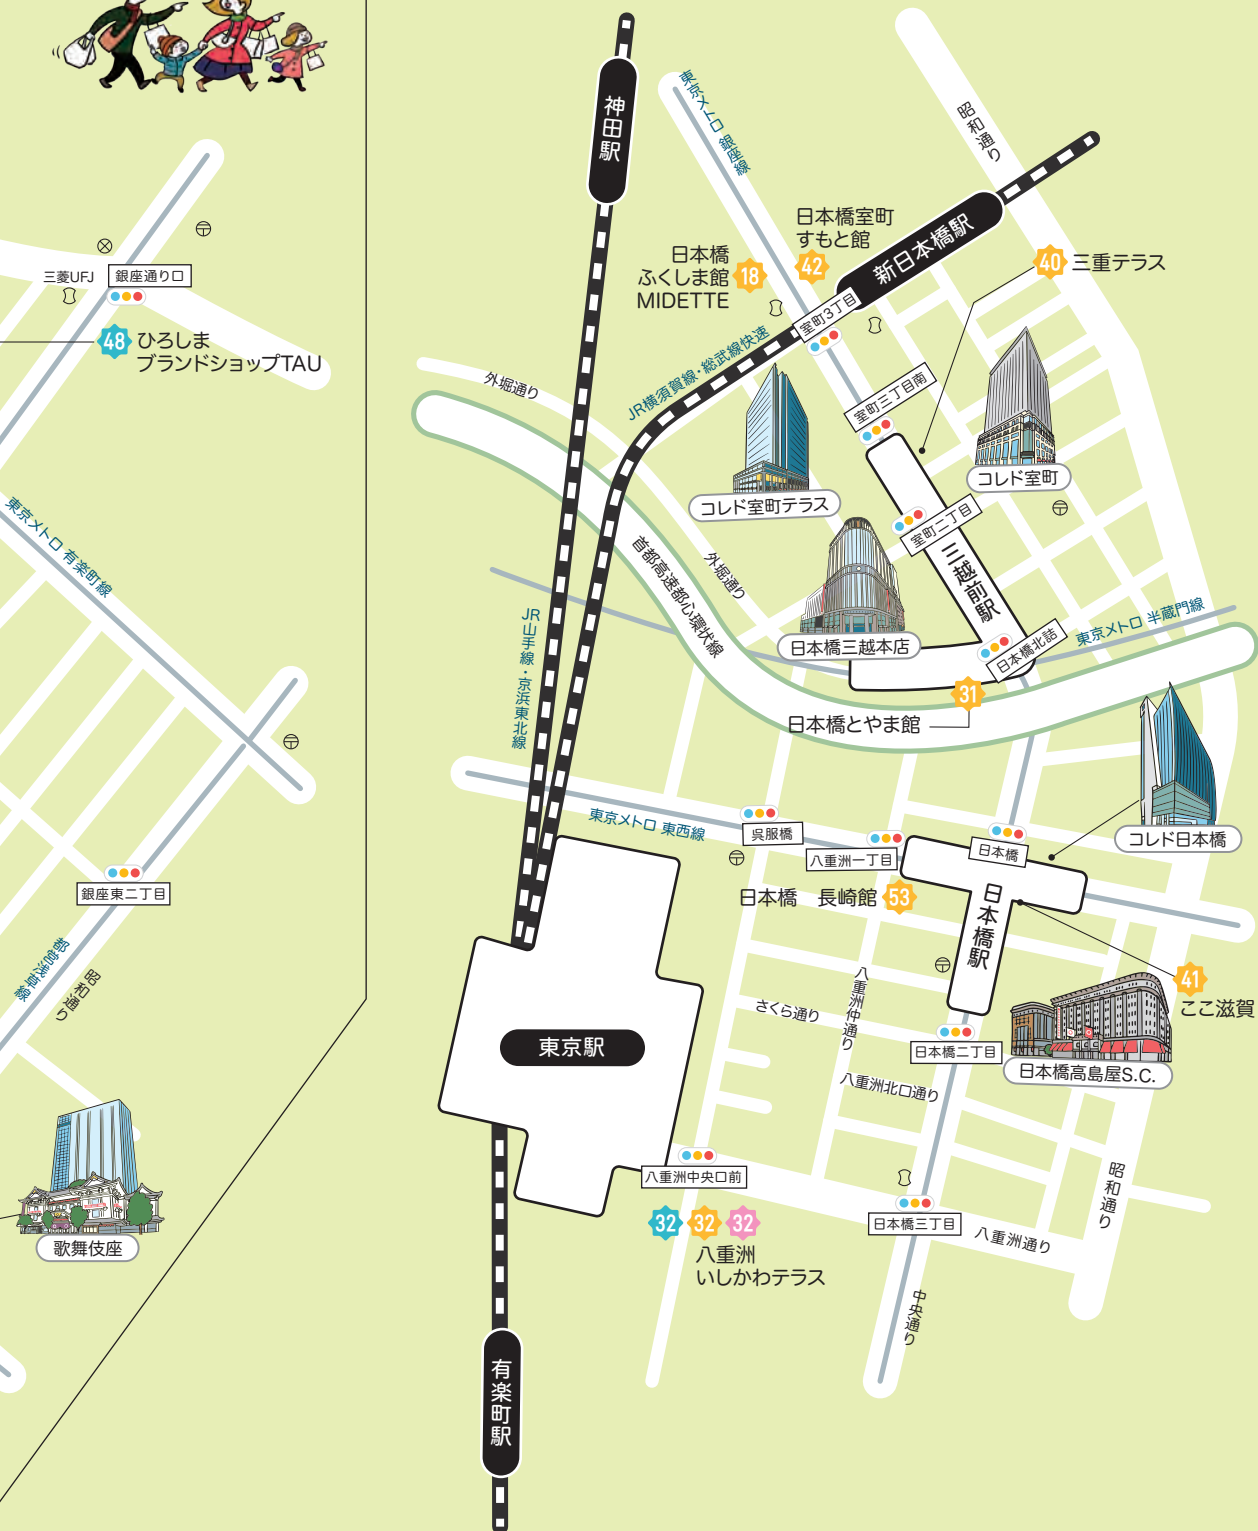 神田駅
東京メトロ 銀座線
昭和通り
日本橋室町
すもと館
42
日本橋
ふくしま館
MIDETTE
18
新日本橋駅
40
三重テラス
三菱UFJ
銀座通り口
48
ひろしま
ブランドショップTAU
室町3丁目
JR横須賀線・総武線快速
外堀通り
室町三丁目南
コレド室町
コレド室町テラス
室町二丁目
三越前駅
東京メトロ 有楽町線
首都高速都心環状線
外堀通り
JR山手線・京浜東北線
日本橋三越本店
日本橋北詰
東京メトロ 半蔵門線
31
日本橋とやま館
東京メトロ 東西線
呉服橋
八重洲一丁目
日本橋
コレド日本橋
日本橋 長崎館
53
日本橋駅
銀座東二丁目
都営浅草線
昭和通り
41
ここ滋賀
八重洲仲通り
さくら通り
東京駅
日本橋二丁目
日本橋高島屋S.C.
八重洲北口通り
八重洲中央口前
昭和通り
32
32
32
八重洲
いしかわテラス
日本橋三丁目
八重洲通り
歌舞伎座
中央通り
有楽町駅